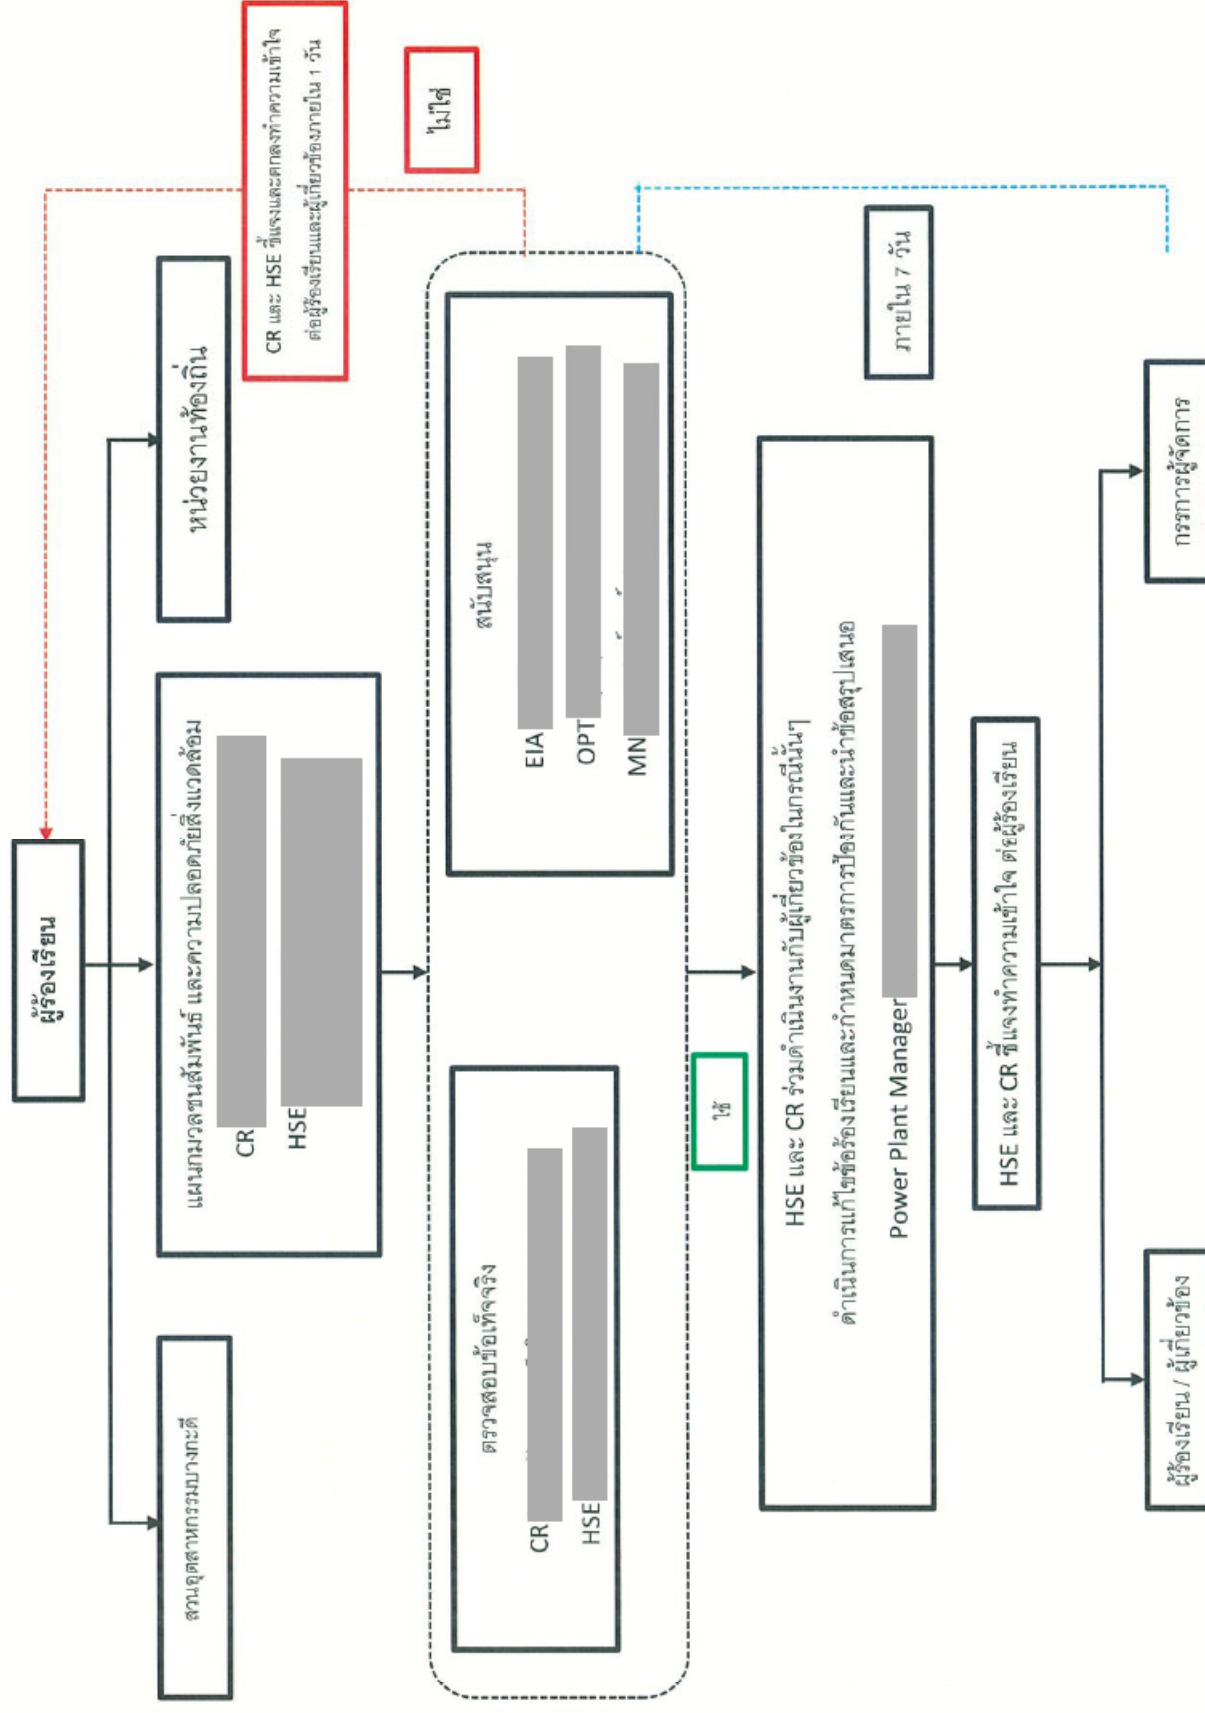 ผู้ร้องเรียน
สวนอุตสาหกรรมบางกะดี
แผนกมวลชนสัมพันธ์ และความปลอดภัยสิ่งแวดล้อม
CR
HSE
หน่วยงานท้องถิ่น
CR และ HSE ชี้แจงและตกลงทำความเข้าใจ
ต่อผู้ร้องเรียนและผู้เกี่ยวข้องภายใน 1 วัน
ไม่ใช่
ตรวจสอบข้อเท็จจริง
CR
HSE
สนับสนุน
EIA
OPT
MN
ใช่
HSE และ CR ร่วมดำเนินงานกับผู้เกี่ยวข้องในกรณีนั้นๆ
ดำเนินการแก้ไขข้อร้องเรียนและกำหนดมาตรการป้องกันและนำข้อสรุปเสนอ
Power Plant Manager
ภายใน 7 วัน
HSE และ CR ชี้แจงทำความเข้าใจ ต่อผู้ร้องเรียน
ผู้ร้องเรียน / ผู้เกี่ยวข้อง
กรรการผู้จัดการ